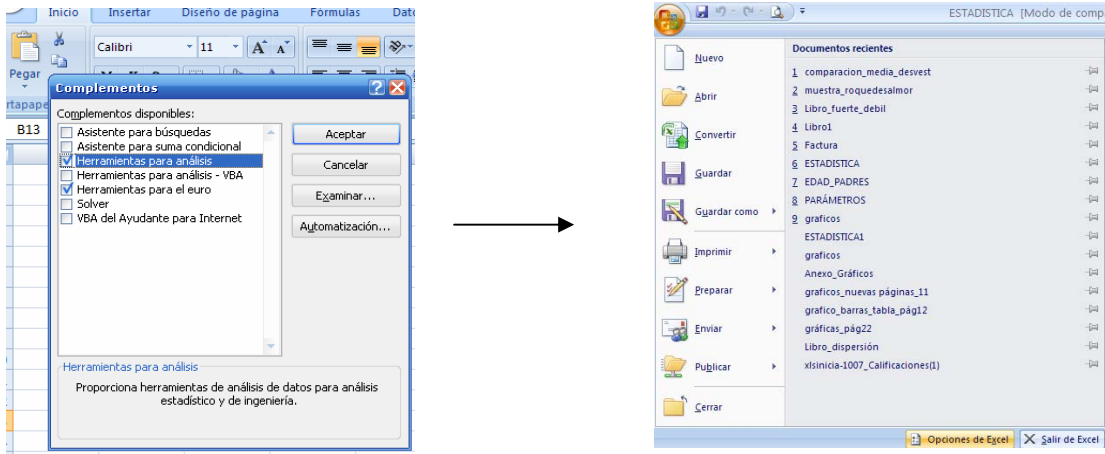 Inicio Insertar Diseño de página Fórmulas Dato
Calibri 11 A A
Pegar
rtapape
B13
Complementos
Complementos disponibles:
Asistente para búsquedas
Asistente para suma condicional
Herramientas para análisis
Herramientas para análisis - VBA
Herramientas para el euro
Solver
VBA del Ayudante para Internet
Aceptar
Cancelar
Examinar...
Automatización...
Herramientas para análisis
Proporciona herramientas de análisis de datos para análisis
estadístico y de ingeniería.
ESTADISTICA [Modo de comp
Nuevo
Abrir
Convertir
Guardar
Guardar como
Imprimir
Preparar
Enviar
Publicar
Cerrar
Documentos recientes
1 comparacion_media_desvest
2 muestra_roquedesalmor
3 Libro_fuerte_debil
4 Libro1
5 Factura
6 ESTADISTICA
7 EDAD_PADRES
8 PARÁMETROS
9 graficos
ESTADISTICA1
graficos
Anexo_Gráficos
graficos_nuevas páginas_11
grafico_barras_tabla_pág12
gráficas_pág22
Libro_dispersión
xlsinicia-1007_Calificaciones(1)
Opciones de Excel Salir de Excel